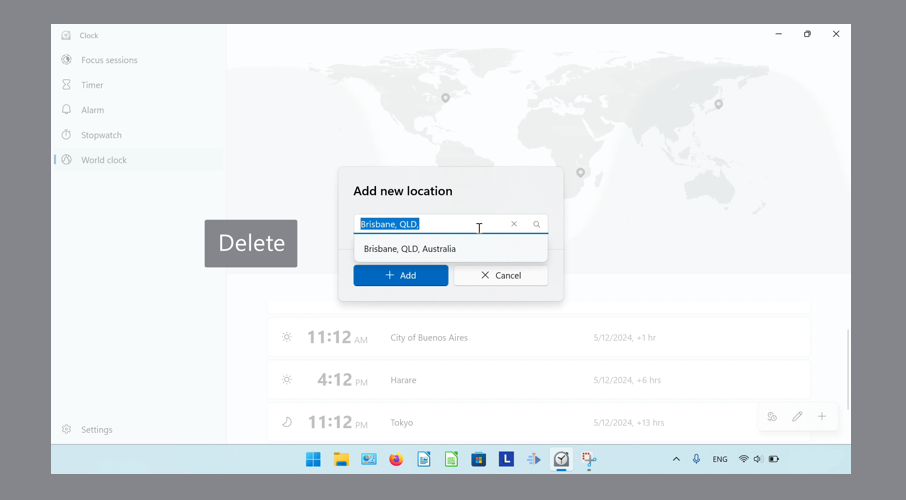 Clock
Focus sessions
Timer
Alarm
Stopwatch
World clock
Add new location
Brisbane, QLD,
Brisbane, QLD, Australia
Add
Cancel
Delete
11:12 AM City of Buenos Aires 5/12/2024, +1 hr
4:12 PM Harare 5/12/2024, +6 hrs
11:12 PM Tokyo 5/12/2024, +13 hrs
Settings
L
ENG